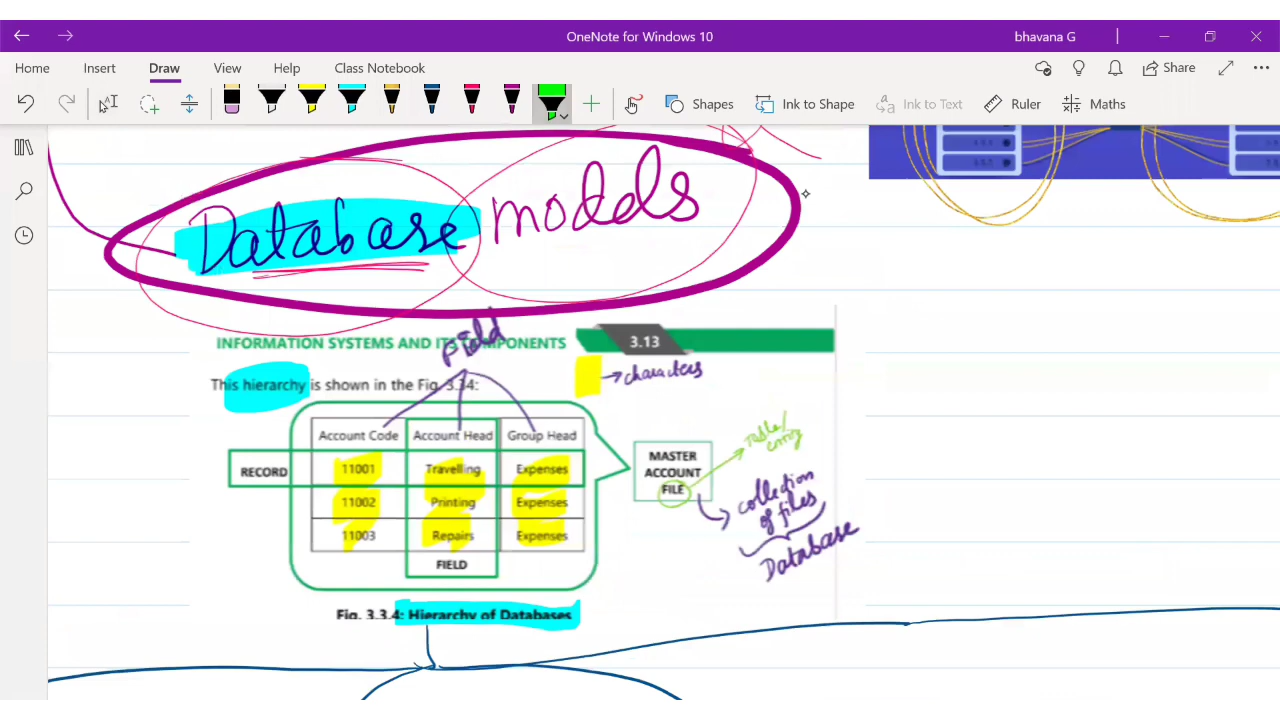 OneNote for Windows 10
bhavana G
Home Insert Draw View Help Class Notebook
Share
Shapes Ink to Shape Ink to Text Ruler Maths
Database models
INFORMATION SYSTEMS AND ITS COMPONENTS 3.13
Field
This hierarchy is shown in the Fig. 3.3.4:
→ characters
Account Code Account Head Group Head
RECORD 11001 Travelling Expenses
11002 Printing Expenses
11003 Repairs Expenses
FIELD
MASTER
ACCOUNT
FILE
Table/
entry
collection
of files
Database
Fig. 3.3.4: Hierarchy of Databases